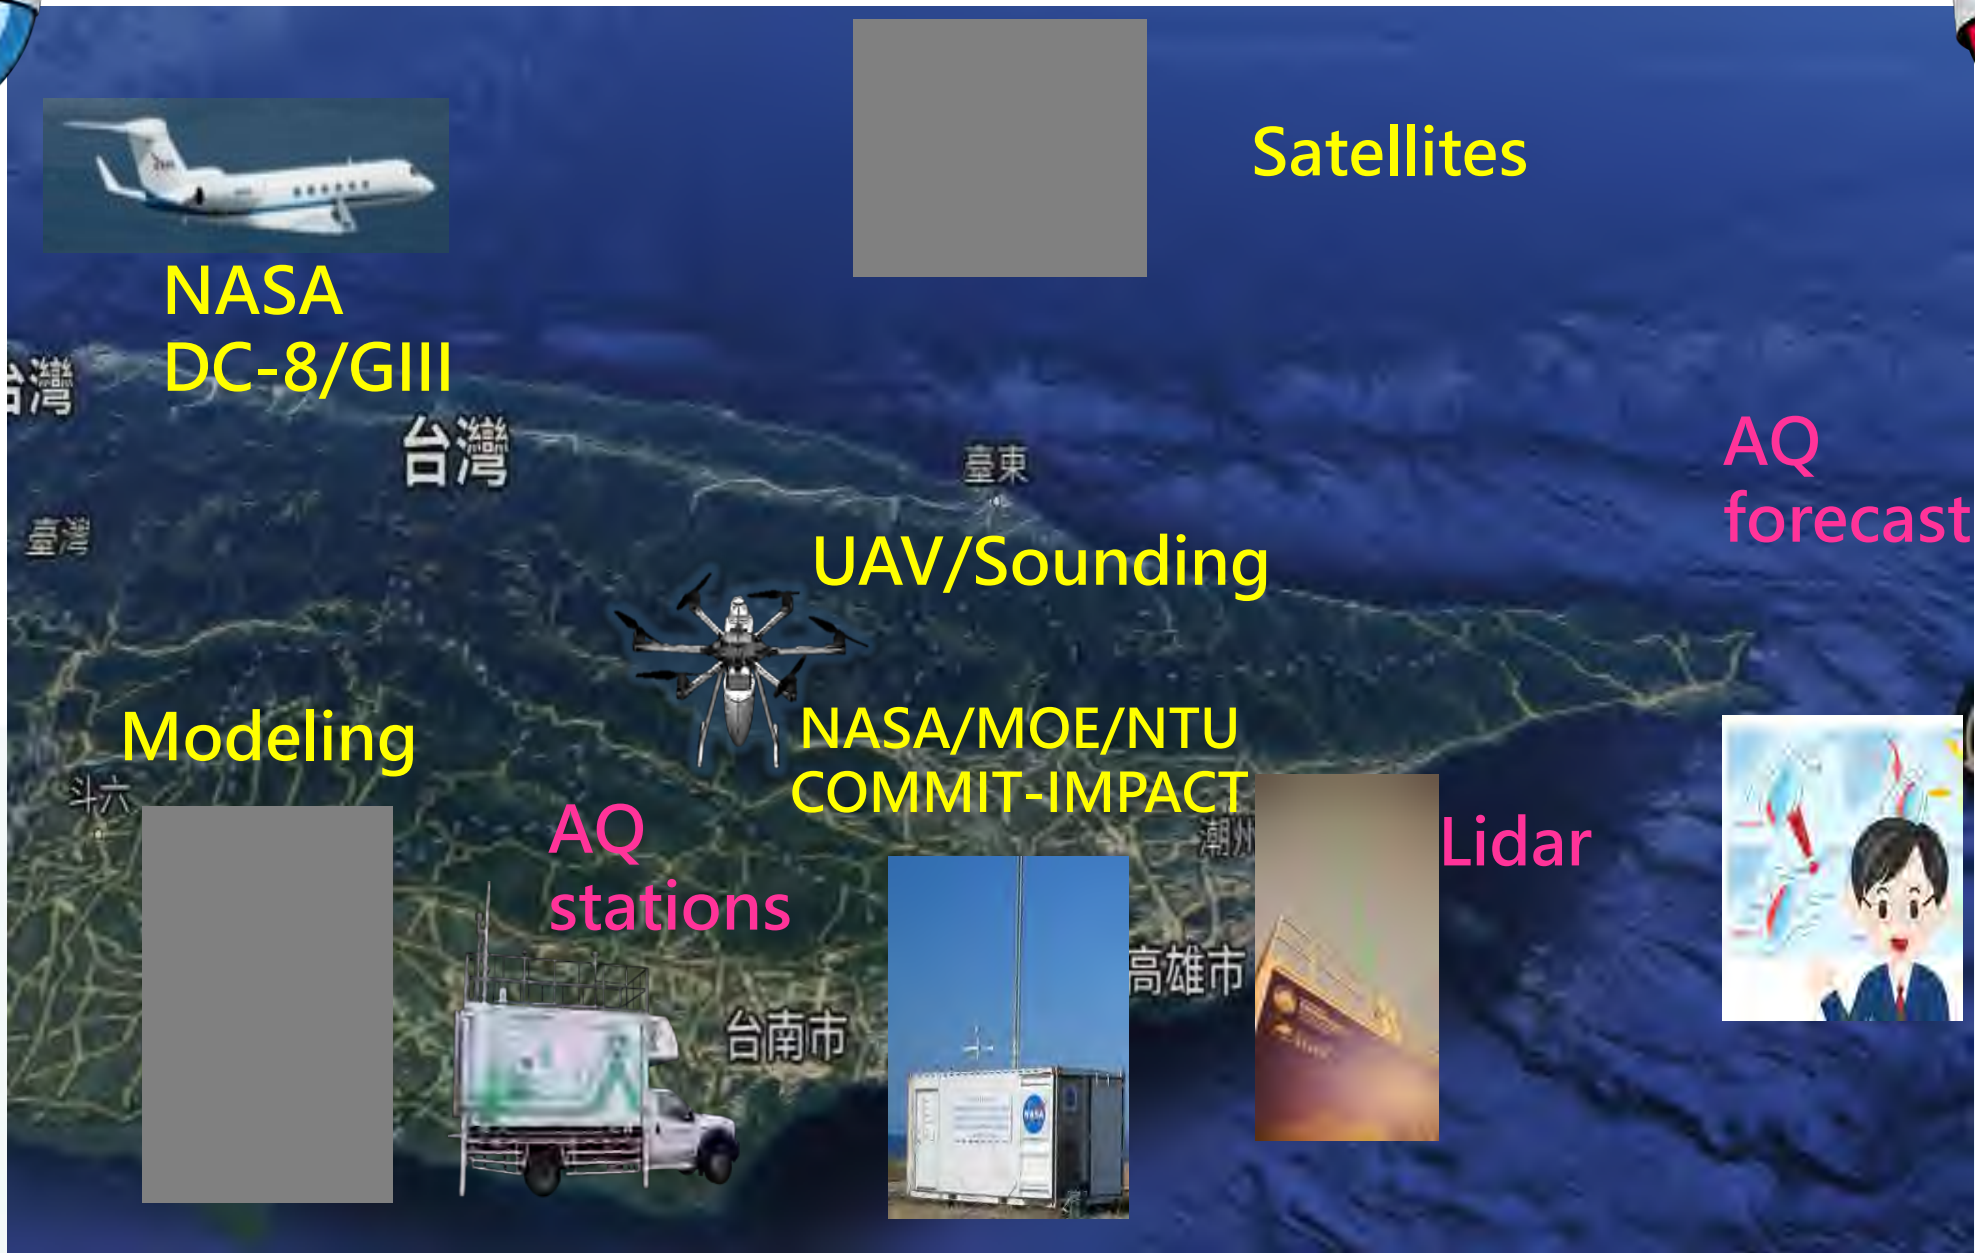 Satellites
NASA
DC-8/GIII
台灣
台灣
臺東
臺灣
AQ
forecast
UAV/Sounding
Modeling
NASA/MOE/NTU
COMMIT-IMPACT
斗六
AQ
stations
潮州
Lidar
高雄市
台南市
NASA